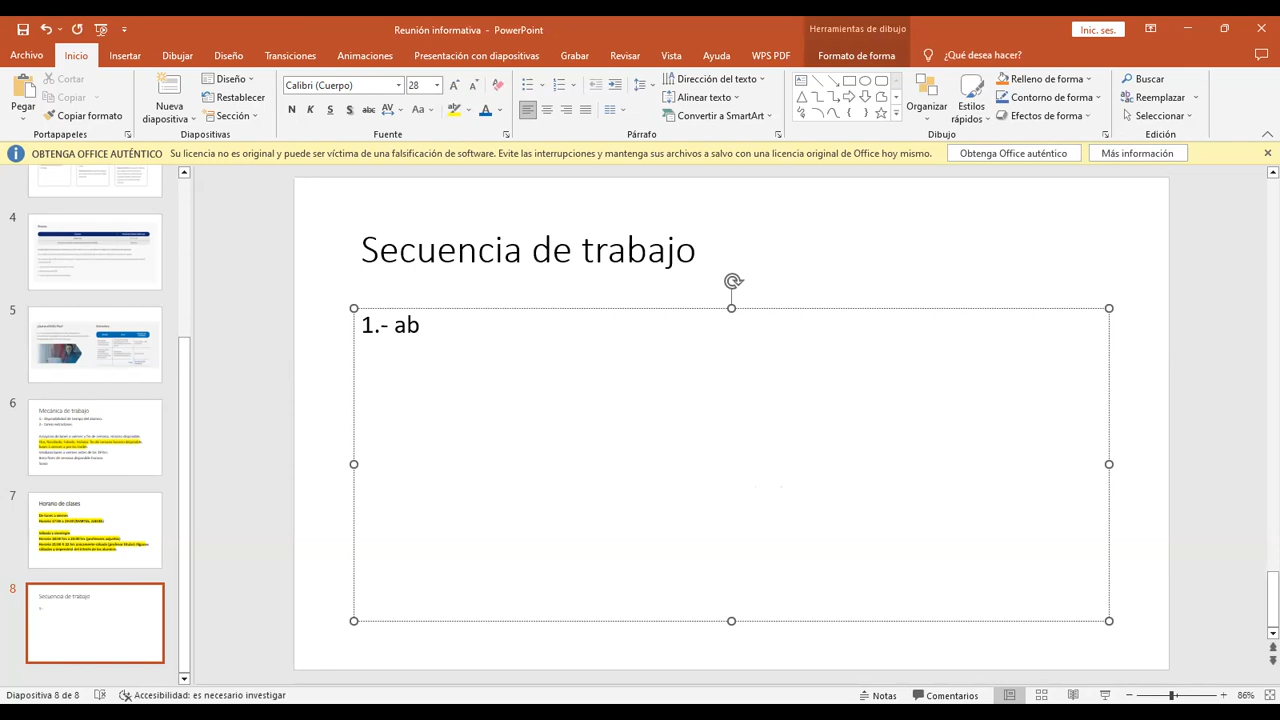 Reunión informativa - PowerPoint
Herramientas de dibujo
Inic. ses.
Archivo
Inicio
Insertar
Dibujar
Diseño
Transiciones
Animaciones
Presentación con diapositivas
Grabar
Revisar
Vista
Ayuda
WPS PDF
Formato de forma
¿Qué desea hacer?
Pegar
Cortar
Copiar
Copiar formato
Portapapeles
Nueva
diapositiva
Diseño
Restablecer
Sección
Diapositivas
Calibri (Cuerpo)
28
N K S S abc AV Aa A
Fuente
Dirección del texto
Alinear texto
Convertir a SmartArt
Párrafo
Organizar
Estilos
rápidos
Relleno de forma
Contorno de forma
Efectos de forma
Dibujo
Buscar
Reemplazar
Seleccionar
Edición
OBTENGA OFFICE AUTÉNTICO Su licencia no es original y puede ser víctima de una falsificación de software. Evite las interrupciones y mantenga sus archivos a salvo con una licencia original de Office hoy mismo.
Obtenga Office auténtico
Más información
4
5
6
Mecánica de trabajo
7
Horario de clases
8
Secuencia de trabajo
Secuencia de trabajo
1.- ab
Diapositiva 8 de 8
Accesibilidad: es necesario investigar
Notas
Comentarios
86%